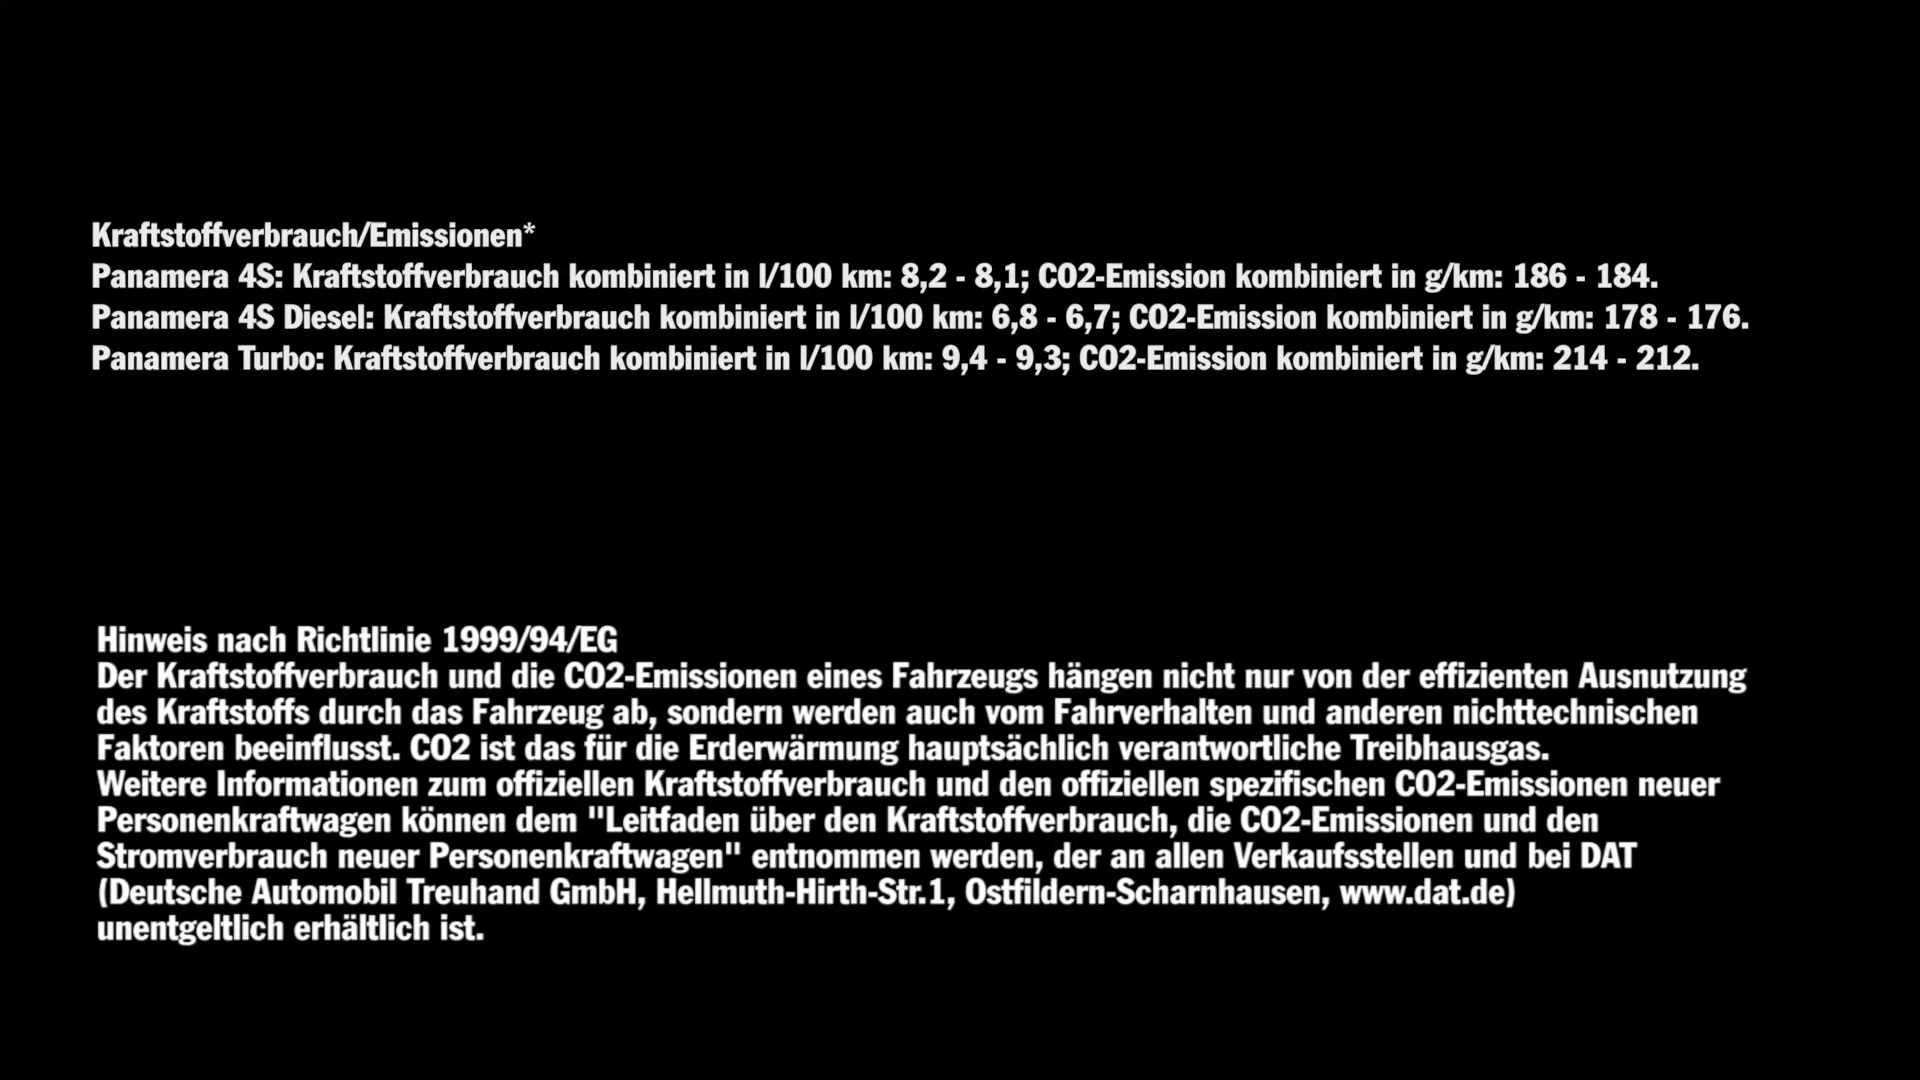 Kraftstoffverbrauch/Emissionen*
Panamera 4S: Kraftstoffverbrauch kombiniert in l/100 km: 8,2 - 8,1; CO2-Emission kombiniert in g/km: 186 - 184.
Panamera 4S Diesel: Kraftstoffverbrauch kombiniert in l/100 km: 6,8 - 6,7; CO2-Emission kombiniert in g/km: 178 - 176.
Panamera Turbo: Kraftstoffverbrauch kombiniert in l/100 km: 9,4 - 9,3; CO2-Emission kombiniert in g/km: 214 - 212.
Hinweis nach Richtlinie 1999/94/EG
Der Kraftstoffverbrauch und die CO2-Emissionen eines Fahrzeugs hängen nicht nur von der effizienten Ausnutzung
des Kraftstoffs durch das Fahrzeug ab, sondern werden auch vom Fahrverhalten und anderen nichttechnischen
Faktoren beeinflusst. CO2 ist das für die Erderwärmung hauptsächlich verantwortliche Treibhausgas.
Weitere Informationen zum offiziellen Kraftstoffverbrauch und den offiziellen spezifischen CO2-Emissionen neuer
Personenkraftwagen können dem "Leitfaden über den Kraftstoffverbrauch, die CO2-Emissionen und den
Stromverbrauch neuer Personenkraftwagen" entnommen werden, der an allen Verkaufsstellen und bei DAT
(Deutsche Automobil Treuhand GmbH, Hellmuth-Hirth-Str.1, Ostfildern-Scharnhausen, www.dat.de)
unentgeltlich erhältlich ist.